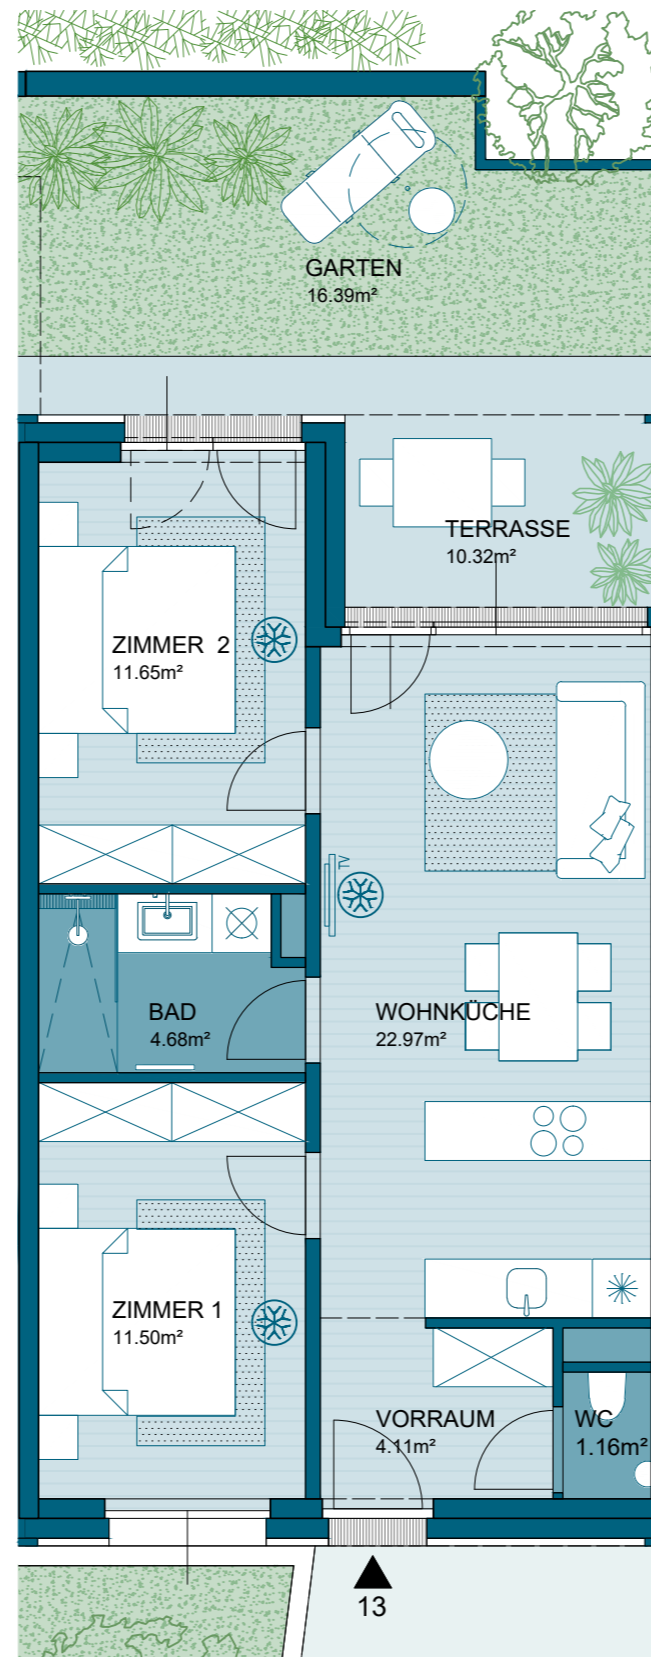 GARTEN
16.39m²
TERRASSE
10.32m²
ZIMMER 2
11.65m²
TV
BAD
4.68m²
WOHNKÜCHE
22.97m²
ZIMMER 1
11.50m²
VORRAUM
4.11m²
WC
1.16m²
13